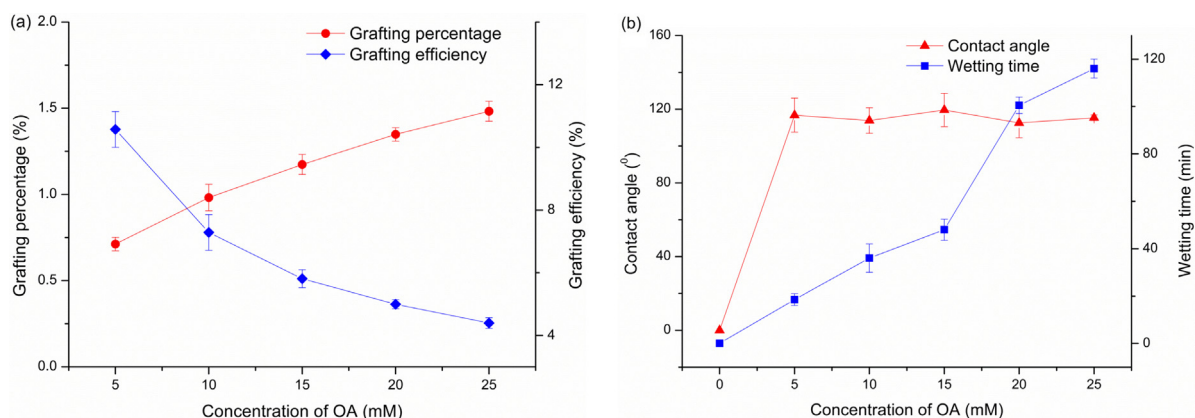 (a)
Grafting percentage
Grafting efficiency
Grafting percentage (%)
2.0
1.5
1.0
0.5
0.0
Grafting efficiency (%)
12
8
4
5 10 15 20 25
Concentration of OA (mM)
(b)
Contact angle
Wetting time
Contact angle (⁰)
160
120
80
40
0
Wetting time (min)
120
80
40
0
0 5 10 15 20 25
Concentration of OA (mM)